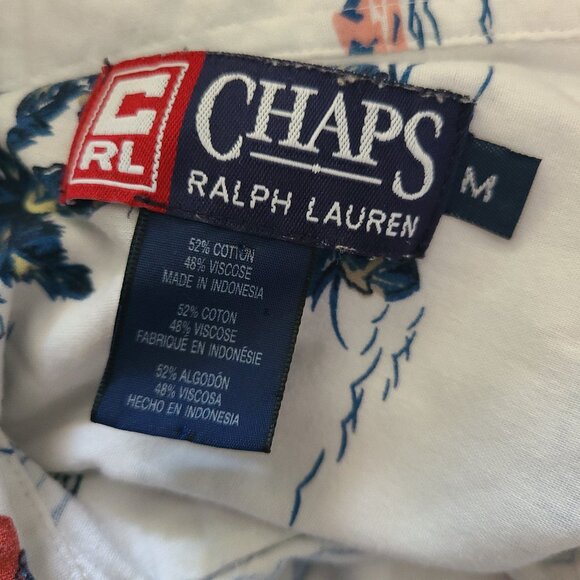 C
RL
CHAPS
RALPH LAUREN
M
52% COTTON
48% VISCOSE
MADE IN INDONESIA
52% COTON
48% VISCOSE
FABRIQUE EN INDONÉSIE
52% ALGODÓN
48% VISCOSA
HECHO EN INDONESIA